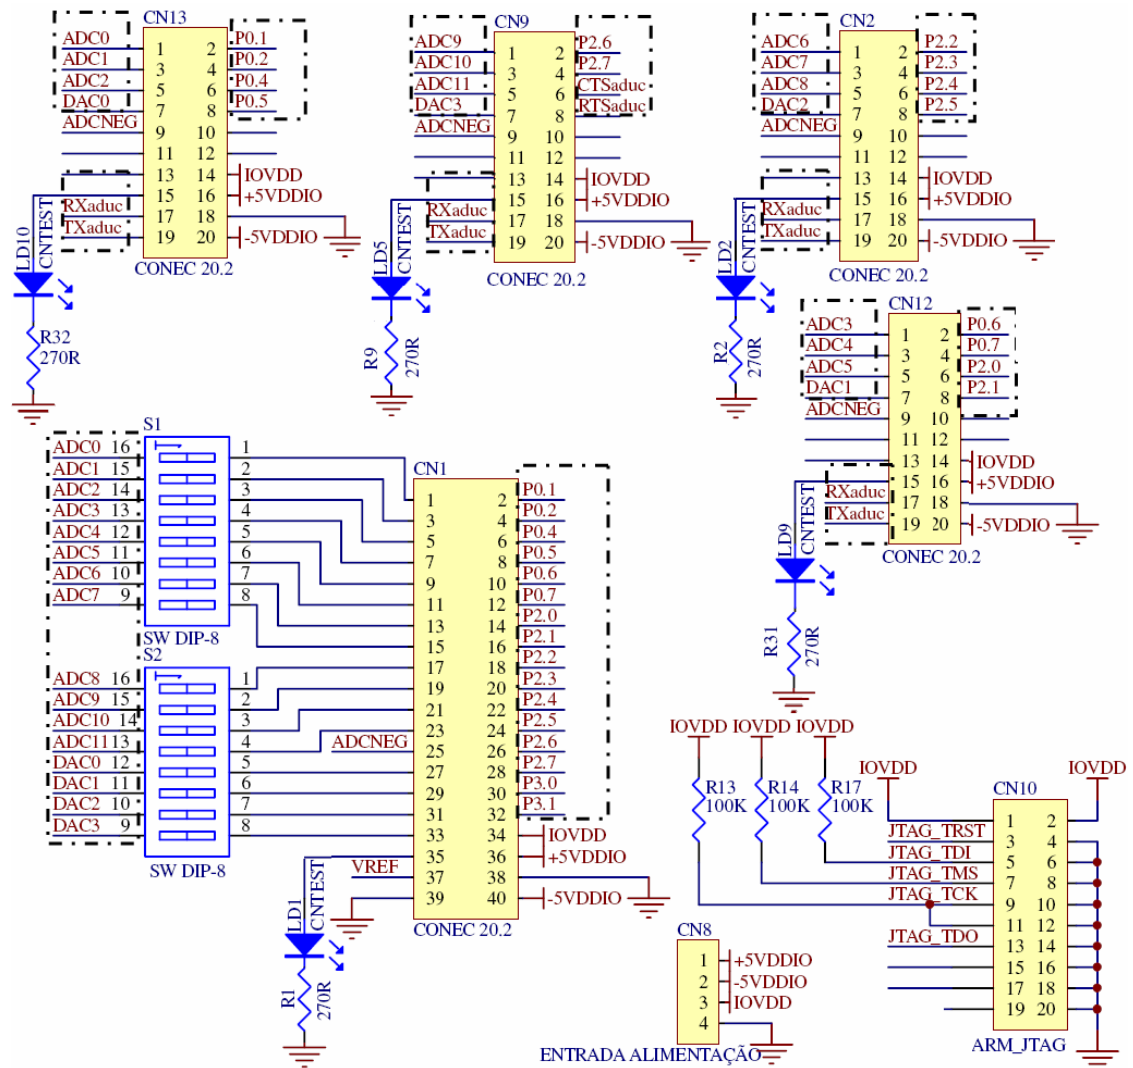 CN13
ADC0 1 2 P0.1
ADC1 3 4 P0.2
ADC2 5 6 P0.4
DAC0 7 8 P0.5
ADCNEG 9 10
11 12
13 14 IOVDD
15 16 +5VDDIO
RXaduc 17 18
TXaduc 19 20 -5VDDIO
CONEC 20.2
LD10
CNTEST
R32
270R
CN9
ADC9 1 2 P2.6
ADC10 3 4 P2.7
ADC11 5 6 CTSaduc
DAC3 7 8 RTSaduc
ADCNEG 9 10
11 12
13 14 IOVDD
15 16 +5VDDIO
RXaduc 17 18
TXaduc 19 20 -5VDDIO
CONEC 20.2
LD5
CNTEST
R9
270R
CN2
ADC6 1 2 P2.2
ADC7 3 4 P2.3
ADC8 5 6 P2.4
DAC2 7 8 P2.5
ADCNEG 9 10
11 12
13 14 IOVDD
15 16 +5VDDIO
RXaduc 17 18
TXaduc 19 20 -5VDDIO
CONEC 20.2
LD2
CNTEST
R2
270R
CN12
ADC3 1 2 P0.6
ADC4 3 4 P0.7
ADC5 5 6 P2.0
DAC1 7 8 P2.1
ADCNEG 9 10
11 12
13 14 IOVDD
15 16 +5VDDIO
RXaduc 17 18
TXaduc 19 20 -5VDDIO
CONEC 20.2
LD9
CNTEST
R31
270R
S1
ADC0 16 1
ADC1 15 2
ADC2 14 3
ADC3 13 4
ADC4 12 5
ADC5 11 6
ADC6 10 7
ADC7 9 8
SW DIP-8
S2
ADC8 16 1
ADC9 15 2
ADC10 14 3
ADC11 13 4
DAC0 12 5
DAC1 11 6
DAC2 10 7
DAC3 9 8
SW DIP-8
CN1
1 2 P0.1
3 4 P0.2
5 6 P0.4
7 8 P0.5
9 10 P0.6
11 12 P0.7
13 14 P2.0
15 16 P2.1
17 18 P2.2
19 20 P2.3
21 22 P2.4
23 24 P2.5
ADCNEG 25 26 P2.6
27 28 P2.7
29 30 P3.0
31 32 P3.1
33 34 IOVDD
35 36 +5VDDIO
VREF 37 38
39 40 -5VDDIO
CONEC 20.2
LD1
CNTEST
R1
270R
IOVDD IOVDD IOVDD
R13 R14 R17
100K 100K 100K
IOVDD IOVDD
CN10
1 2
JTAG_TRST 3 4
JTAG_TDI 5 6
JTAG_TMS 7 8
JTAG_TCK 9 10
11 12
JTAG_TDO 13 14
15 16
17 18
19 20
ARM_JTAG
CN8
1 +5VDDIO
2 -5VDDIO
3 IOVDD
4
ENTRADA ALIMENTAÇÃO